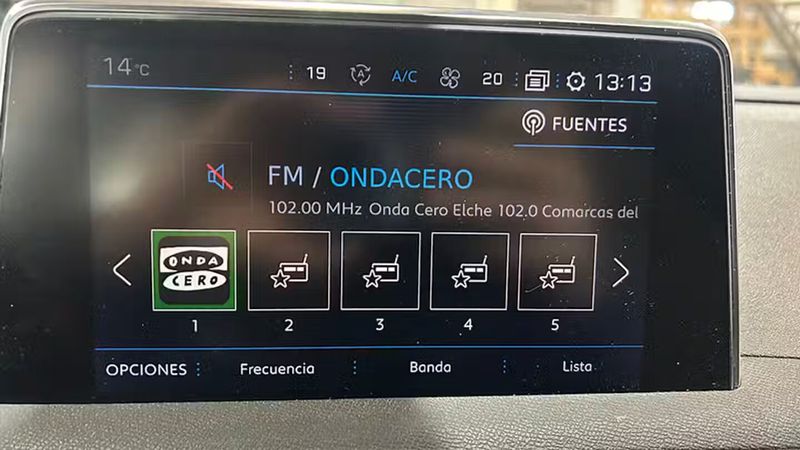 14°C 19 A A/C 20 13:13
FUENTES
FM / ONDACERO
102.00 MHz Onda Cero Elche 102.0 Comarcas del
ONDA
CERO
1 2 3 4 5
OPCIONES Frecuencia Banda Lista